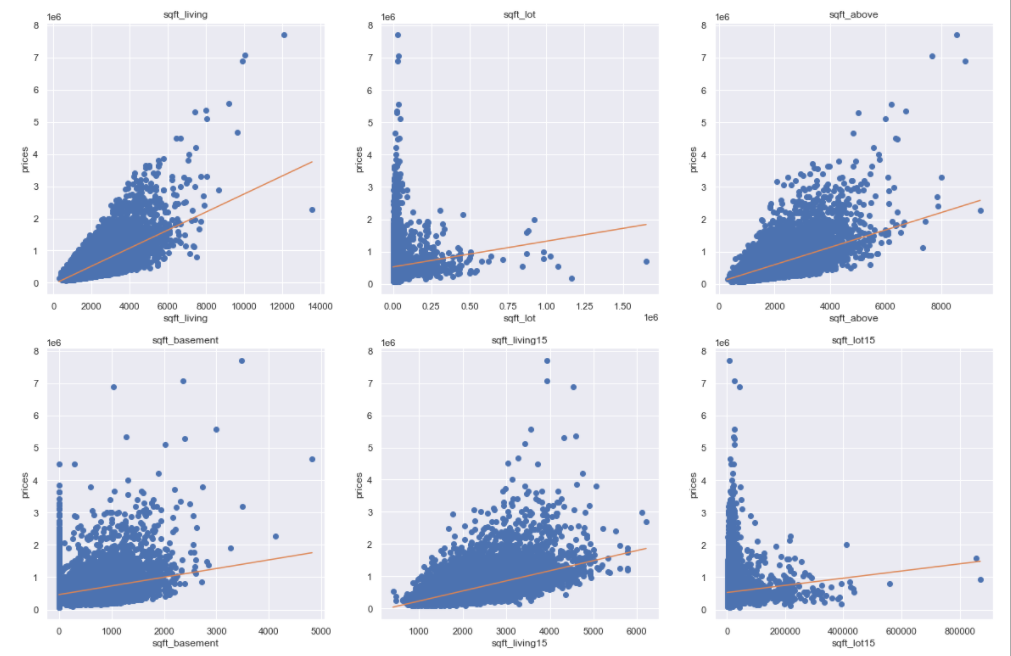 sqft_living
1e6
8
7
6
5
4
3
2
1
0
prices
0 2000 4000 6000 8000 10000 12000 14000
sqft_living
sqft_lot
1e6
8
7
6
5
4
3
2
1
0
prices
0.00 0.25 0.50 0.75 1.00 1.25 1.50
sqft_lot
1e6
sqft_above
1e6
8
7
6
5
4
3
2
1
0
prices
0 2000 4000 6000 8000
sqft_above
sqft_basement
1e6
8
7
6
5
4
3
2
1
0
prices
0 1000 2000 3000 4000 5000
sqft_basement
sqft_living15
1e6
8
7
6
5
4
3
2
1
0
prices
1000 2000 3000 4000 5000 6000
sqft_living15
sqft_lot15
1e6
8
7
6
5
4
3
2
1
0
prices
0 200000 400000 600000 800000
sqft_lot15